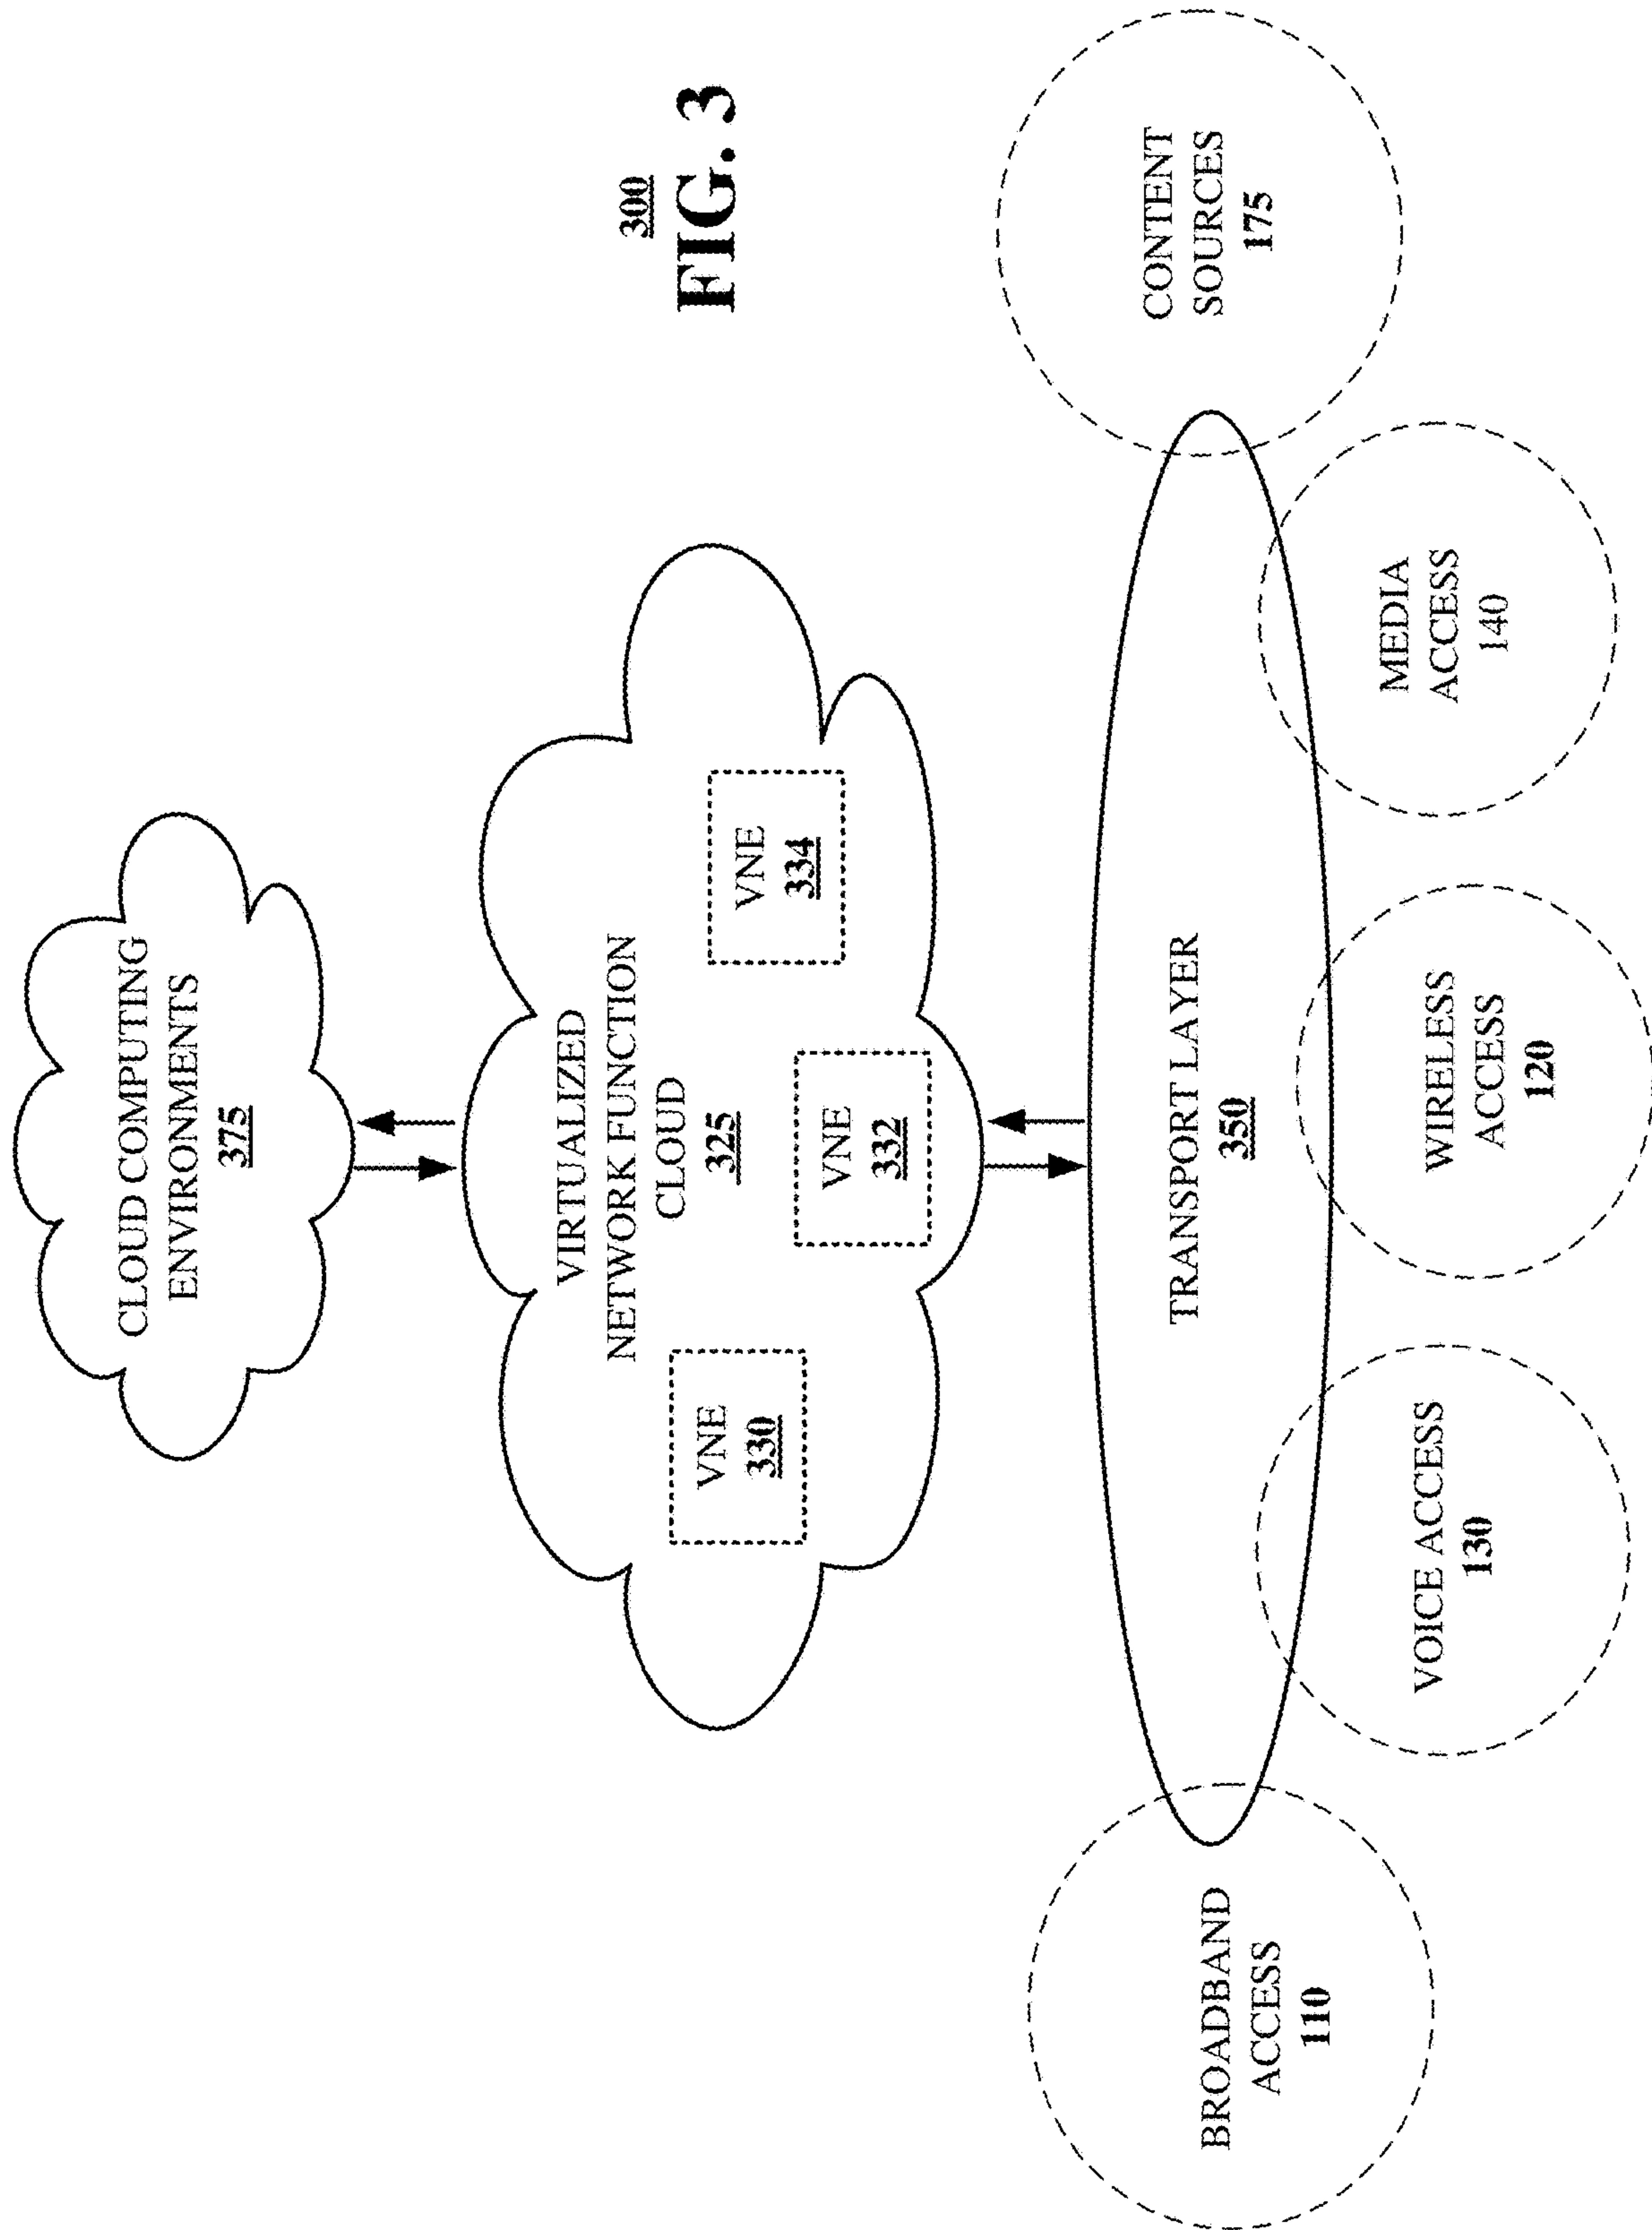 CLOUD COMPUTING
ENVIRONMENTS
375
VIRTUALIZED
NETWORK FUNCTION
CLOUD
325
VNE
330
VNE
332
VNE
334
300
FIG. 3
TRANSPORT LAYER
350
BROADBAND
ACCESS
110
VOICE ACCESS
130
WIRELESS
ACCESS
120
MEDIA
ACCESS
140
CONTENT
SOURCES
175